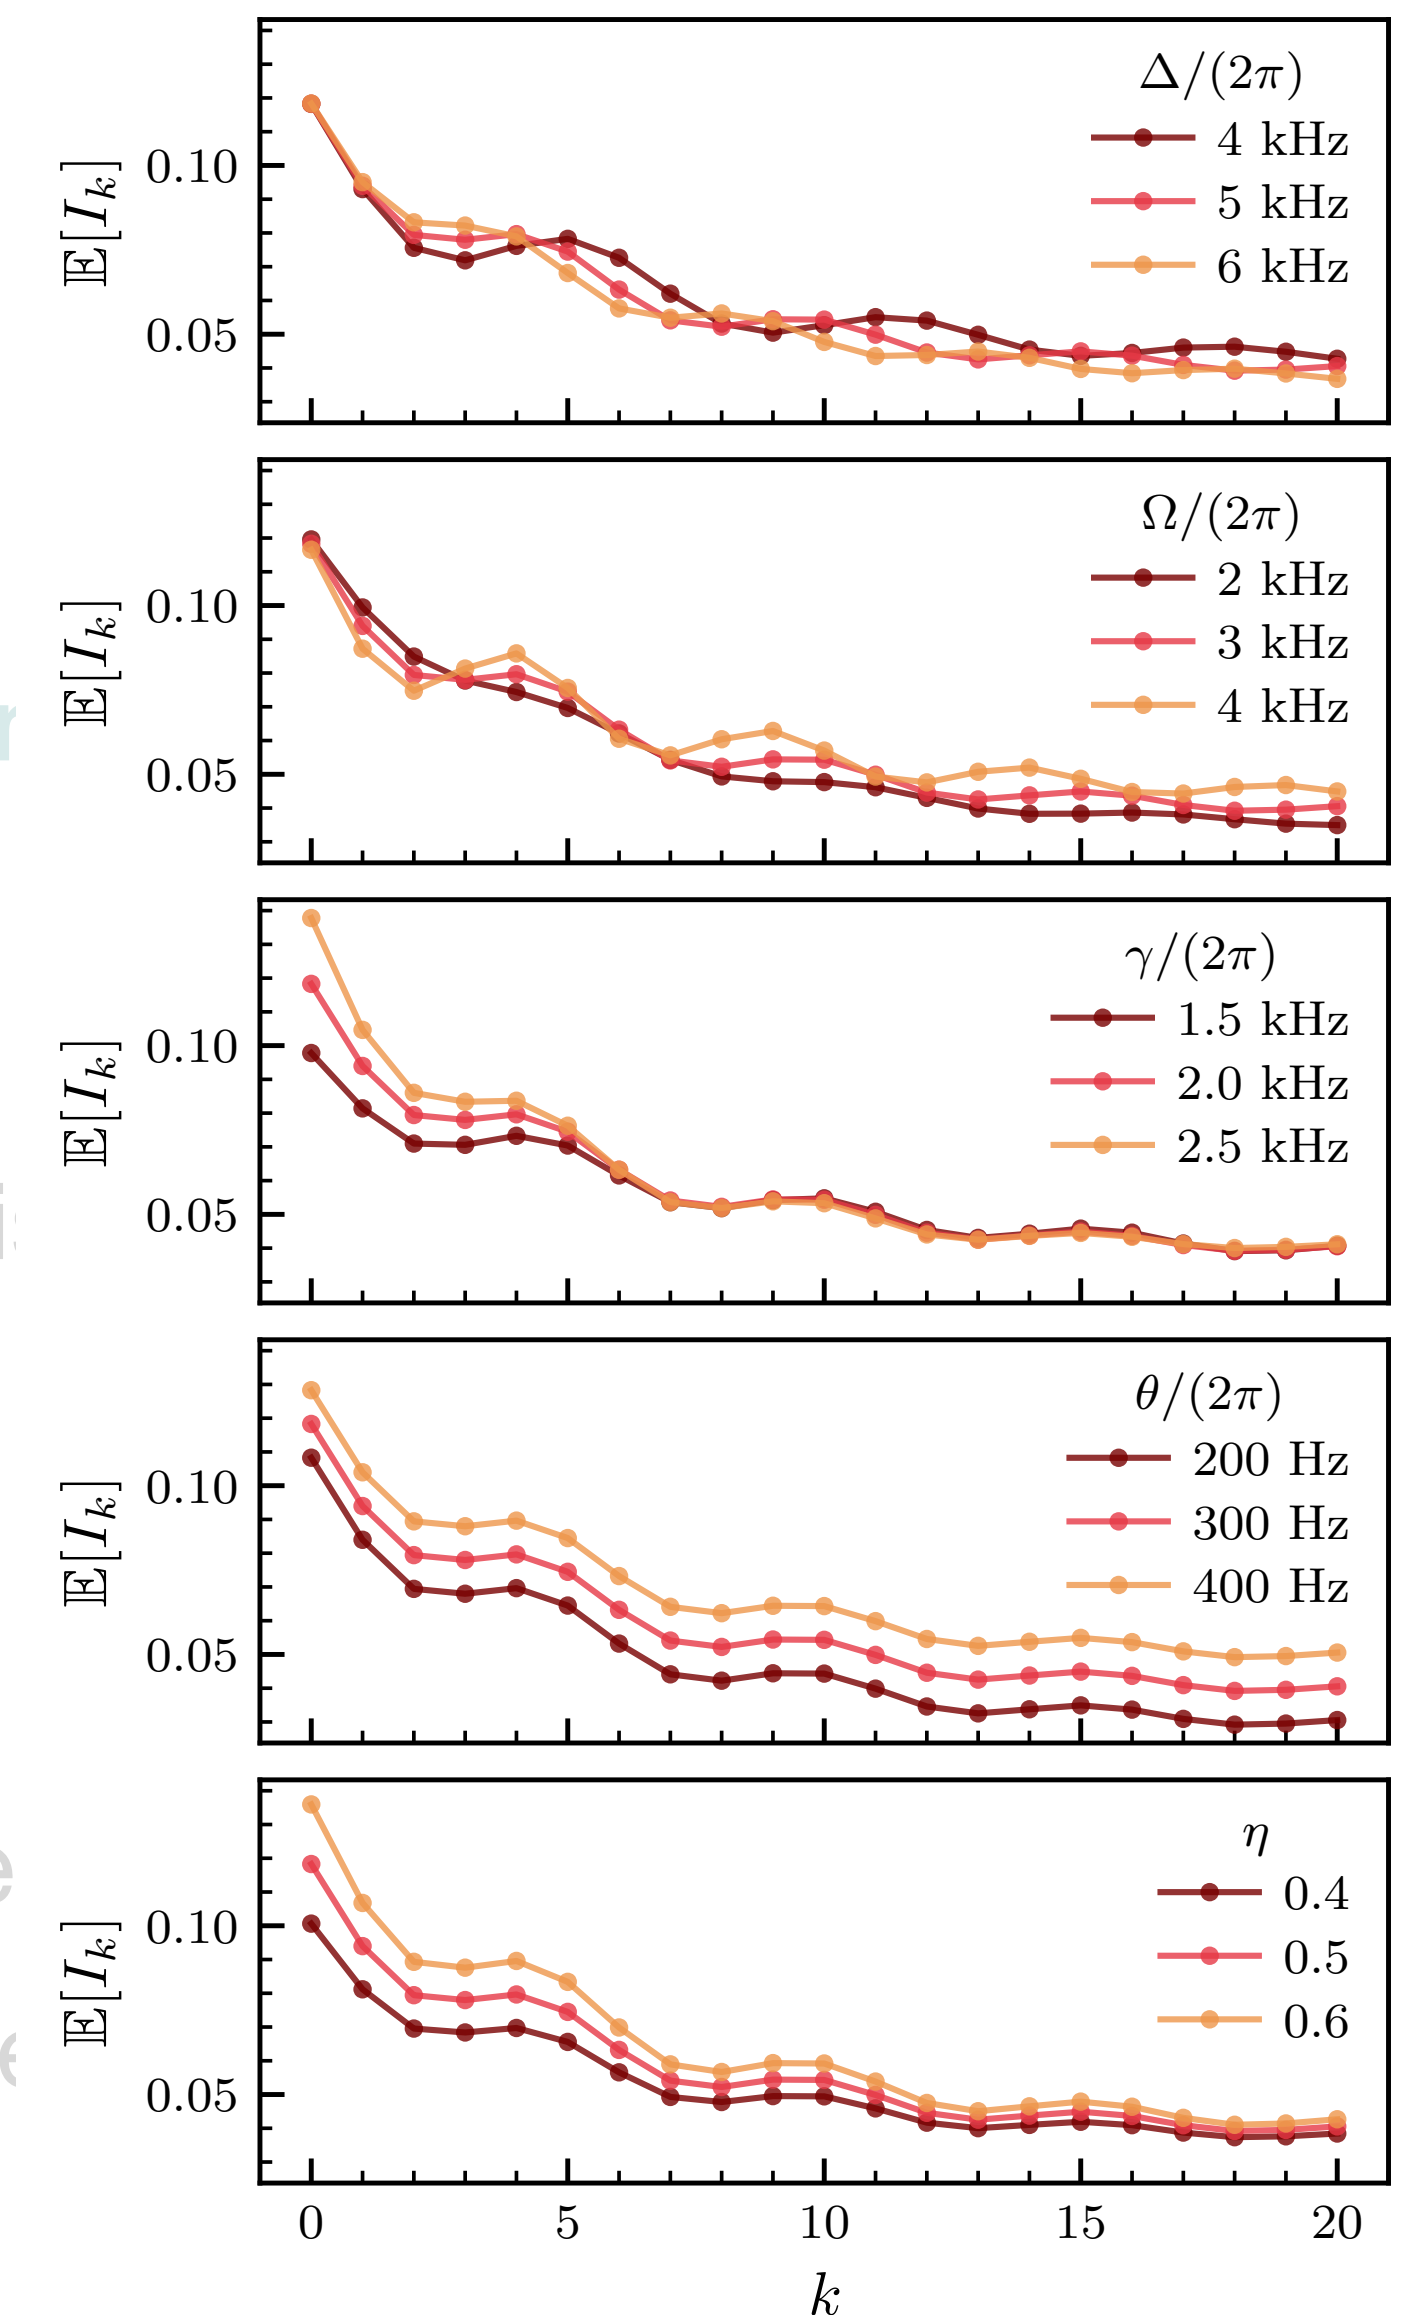 Δ/(2π)
4 kHz
5 kHz
6 kHz
𝔼[I_k]
0.10
0.05
Ω/(2π)
2 kHz
3 kHz
4 kHz
𝔼[I_k]
0.10
0.05
γ/(2π)
1.5 kHz
2.0 kHz
2.5 kHz
𝔼[I_k]
0.10
0.05
θ/(2π)
200 Hz
300 Hz
400 Hz
𝔼[I_k]
0.10
0.05
η
0.4
0.5
0.6
𝔼[I_k]
0.10
0.05
0 5 10 15 20
k